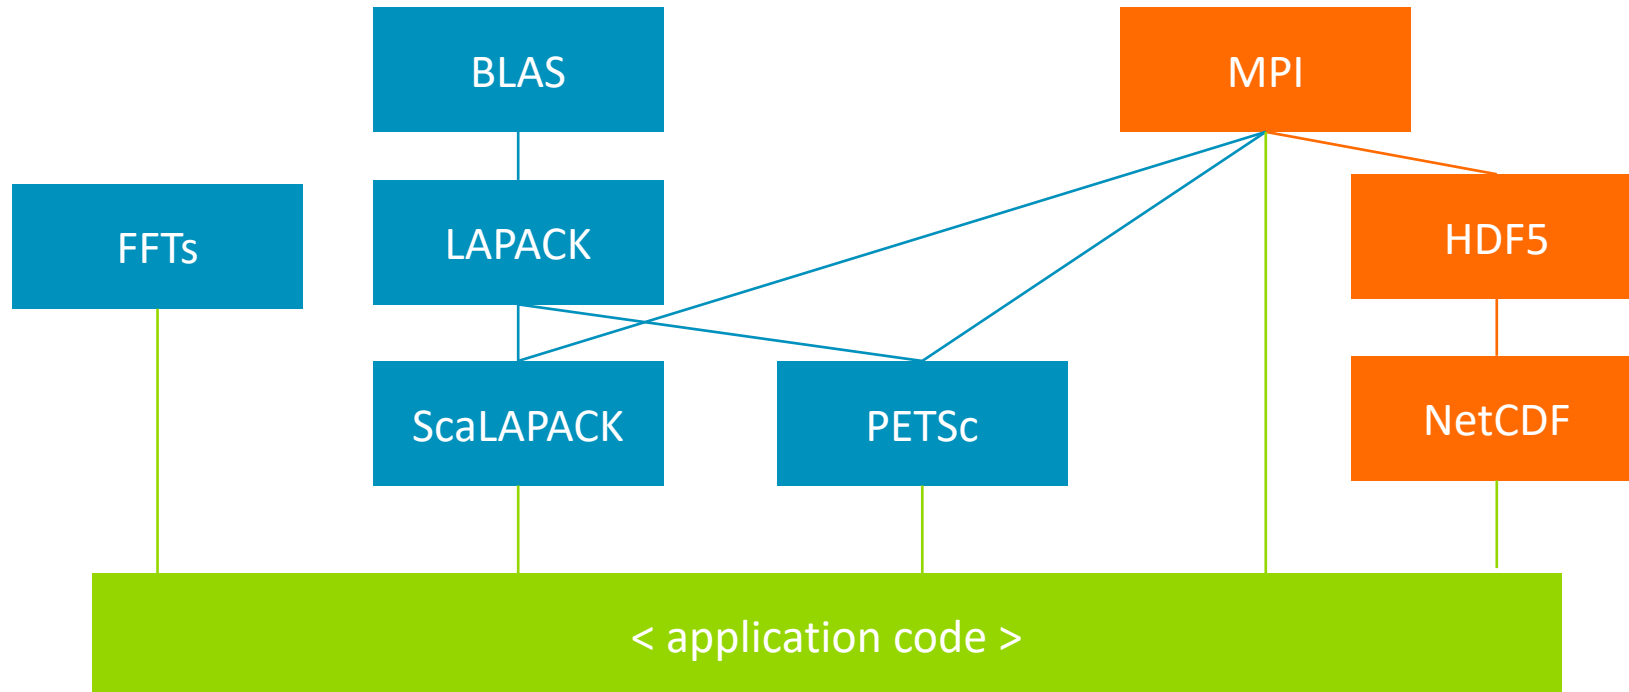 BLAS
MPI
FFTs
LAPACK
HDF5
ScaLAPACK
PETSc
NetCDF
< application code >